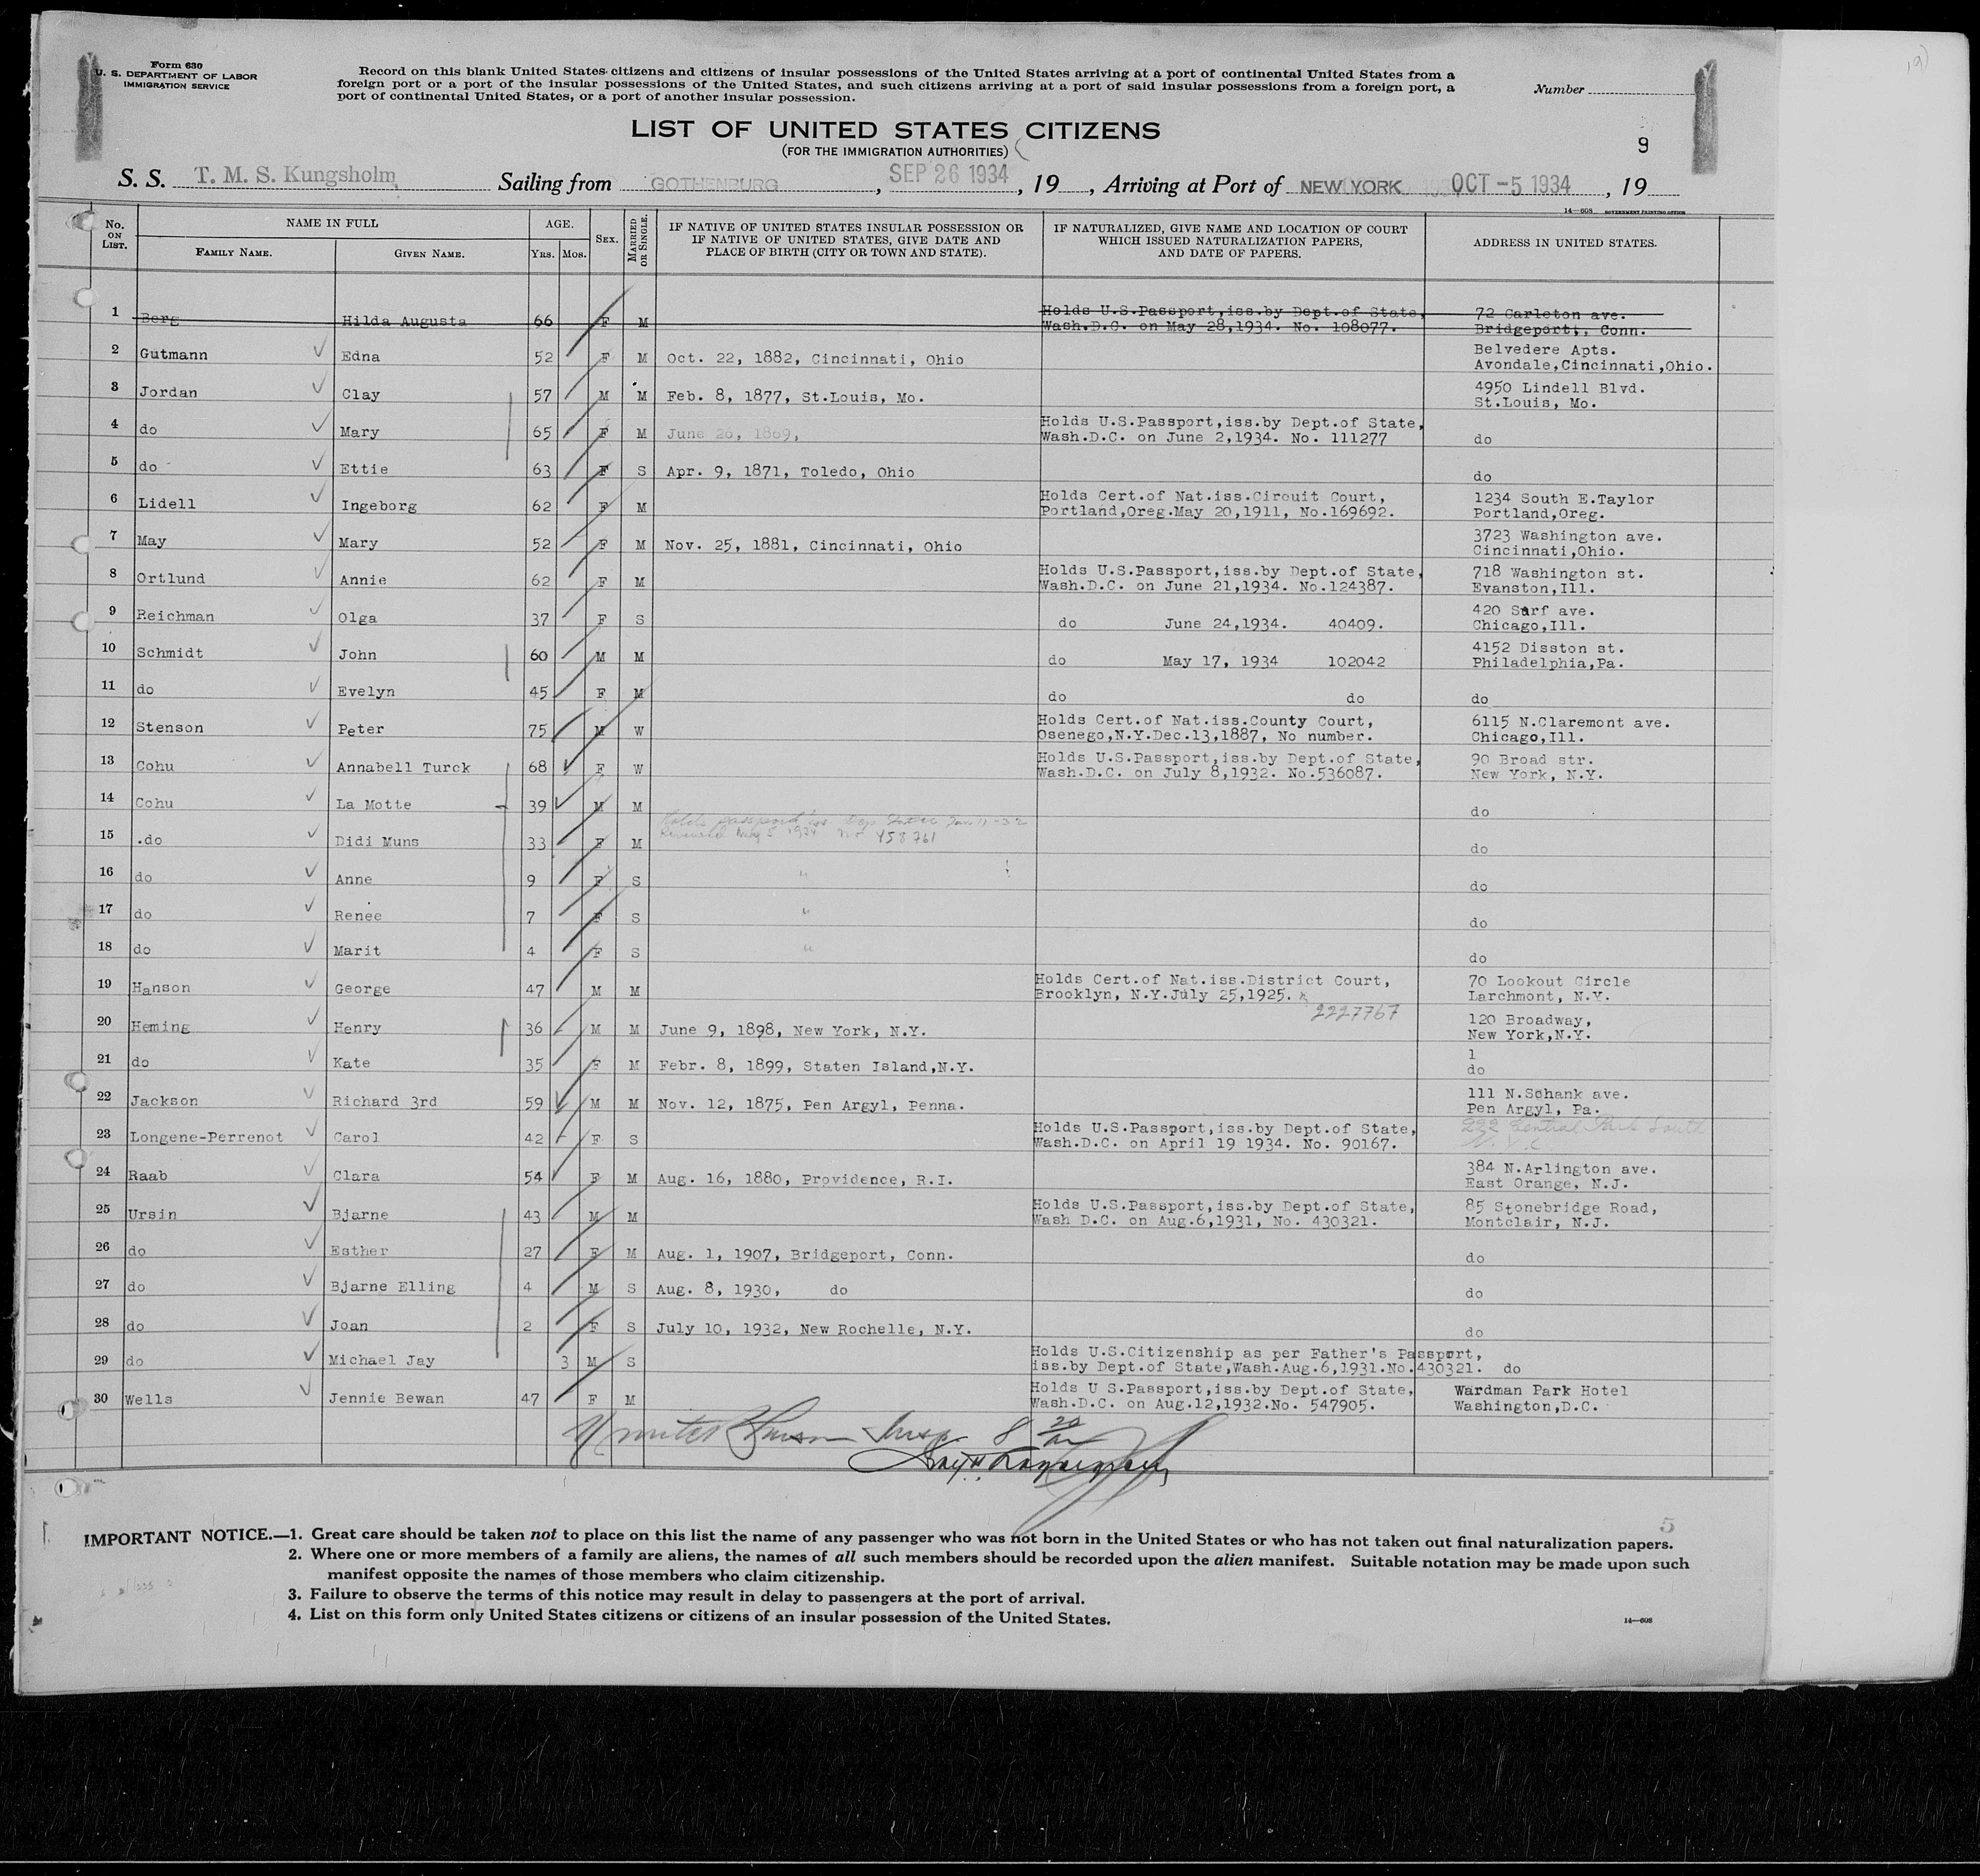 Form 630
U. S. DEPARTMENT OF LABOR
IMMIGRATION SERVICE
Record on this blank United States citizens and citizens of insular possessions of the United States arriving at a port of continental United States from a
foreign port or a port of the insular possessions of the United States, and such citizens arriving at a port of said insular possessions from a foreign port, a
port of continental United States, or a port of another insular possession.
Number
LIST OF UNITED STATES CITIZENS
(FOR THE IMMIGRATION AUTHORITIES)
9
S. S. T. M. S. Kungsholm Sailing from GOTHENBURG, SEP 26 1934, 19 , Arriving at Port of NEW YORK OCT -5 1934, 19
14—608 GOVERNMENT PRINTING OFFICE
No. ON LIST. NAME IN FULL AGE. SEX. MARRIED OR SINGLE. IF NATIVE OF UNITED STATES INSULAR POSSESSION OR IF NATIVE OF UNITED STATES, GIVE DATE AND PLACE OF BIRTH (CITY OR TOWN AND STATE). IF NATURALIZED, GIVE NAME AND LOCATION OF COURT WHICH ISSUED NATURALIZATION PAPERS, AND DATE OF PAPERS. ADDRESS IN UNITED STATES.
FAMILY NAME. GIVEN NAME. YRS. MOS.
1 Berg Hilda Augusta 66 F M Holds U.S.Passport,iss.by Dept.of State, Wash.D.C. on May 28,1934. No. 108077. 72 Carleton ave. Bridgeport, Conn.
2 Gutmann Edna 52 F M Oct. 22, 1882, Cincinnati, Ohio Belvedere Apts. Avondale,Cincinnati,Ohio.
3 Jordan Clay 57 M M Feb. 8, 1877, St.Louis, Mo. 4950 Lindell Blvd. St.Louis, Mo.
4 do Mary 65 F M June 26, 1869, Holds U.S.Passport,iss.by Dept.of State, Wash.D.C. on June 2,1934. No. 111277 do
5 do Ettie 63 F S Apr. 9, 1871, Toledo, Ohio do
6 Lidell Ingeborg 62 F M Holds Cert.of Nat.iss.Circuit Court, Portland,Oreg.May 20,1911, No.169692. 1234 South E.Taylor Portland,Oreg.
7 May Mary 52 F M Nov. 25, 1881, Cincinnati, Ohio 3723 Washington ave. Cincinnati,Ohio.
8 Ortlund Annie 62 F M Holds U.S.Passport,iss.by Dept.of State, Wash.D.C. on June 21,1934. No.124387. 718 Washington st. Evanston,Ill.
9 Reichman Olga 37 F S do June 24,1934. 40409. 420 Surf ave. Chicago,Ill.
10 Schmidt John 60 M M do May 17, 1934 102042 4152 Disston st. Philadelphia,Pa.
11 do Evelyn 45 F M do do do
12 Stenson Peter 75 M W Holds Cert.of Nat.iss.County Court, Osenego,N.Y.Dec.13,1887, No number. 6115 N.Claremont ave. Chicago,Ill.
13 Cohu Annabell Turck 68 F W Holds U.S.Passport,iss.by Dept.of State, Wash.D.C. on July 8,1932. No.536087. 90 Broad str. New York, N.Y.
14 Cohu La Motte 39 M M do
Holds passport iss. Dep State Jan 11-32
15 .do Didi Muns 33 F M Renewed May 8 1934 No 458761 do
16 do Anne 9 F S " do
17 do Renee 7 F S " do
18 do Marit 4 F S " do
19 Hanson George 47 M M Holds Cert.of Nat.iss.District Court, Brooklyn, N.Y.July 25,1925. 70 Lookout Circle Larchmont, N.Y.
2227767
20 Heming Henry 36 M M June 9, 1898, New York, N.Y. 120 Broadway, New York,N.Y.
21 do Kate 35 F M Febr. 8, 1899, Staten Island,N.Y. 1 do
22 Jackson Richard 3rd 59 M M Nov. 12, 1875, Pen Argyl, Penna. 111 N.Schank ave. Pen Argyl, Pa.
23 Longene-Perrenot Carol 42 F S Holds U.S.Passport,iss.by Dept.of State, Wash.D.C. on April 19 1934. No. 90167. 222 Central Park South N.Y.C.
24 Raab Clara 54 F M Aug. 16, 1880, Providence, R.I. 384 N.Arlington ave. East Orange, N.J.
25 Ursin Bjarne 43 M M Holds U.S.Passport,iss.by Dept.of State, Wash D.C. on Aug.6,1931, No. 430321. 85 Stonebridge Road, Montclair, N.J.
26 do Esther 27 F M Aug. 1, 1907, Bridgeport, Conn. do
27 do Bjarne Elling 4 M S Aug. 8, 1930, do do
28 do Joan 2 F S July 10, 1932, New Rochelle, N.Y. do
29 do Michael Jay 3 M S Holds U.S.Citizenship as per Father's Passport, iss.by Dept.of State,Wash.Aug.6,1931.No.430321. do
30 Wells Jennie Bewan 47 F M Holds U S.Passport,iss.by Dept.of State, Wash.D.C. on Aug.12,1932.No. 547905. Wardman Park Hotel Washington,D.C.
5
IMPORTANT NOTICE.—1. Great care should be taken not to place on this list the name of any passenger who was not born in the United States or who has not taken out final naturalization papers.
2. Where one or more members of a family are aliens, the names of all such members should be recorded upon the alien manifest. Suitable notation may be made upon such
manifest opposite the names of those members who claim citizenship.
3. Failure to observe the terms of this notice may result in delay to passengers at the port of arrival.
4. List on this form only United States citizens or citizens of an insular possession of the United States.
14—608